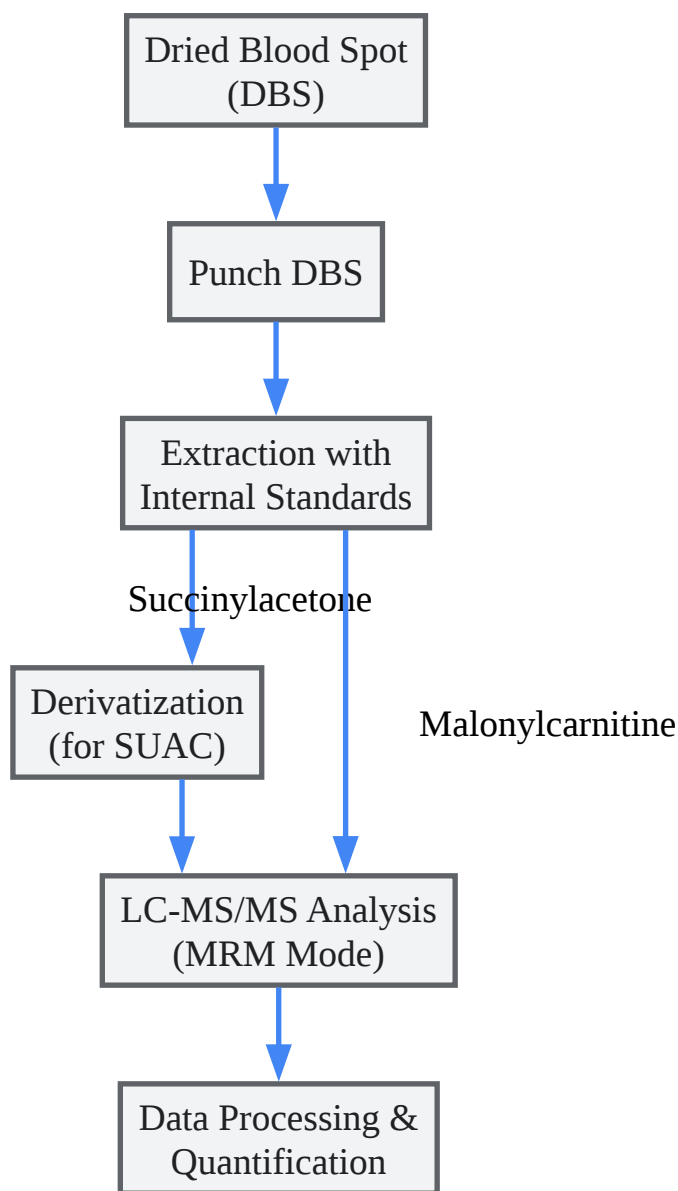 Dried Blood Spot
(DBS)
Punch DBS
Extraction with
Internal Standards
Succinylacetone
Derivatization
(for SUAC)
Malonylcarnitine
LC-MS/MS Analysis
(MRM Mode)
Data Processing &
Quantification